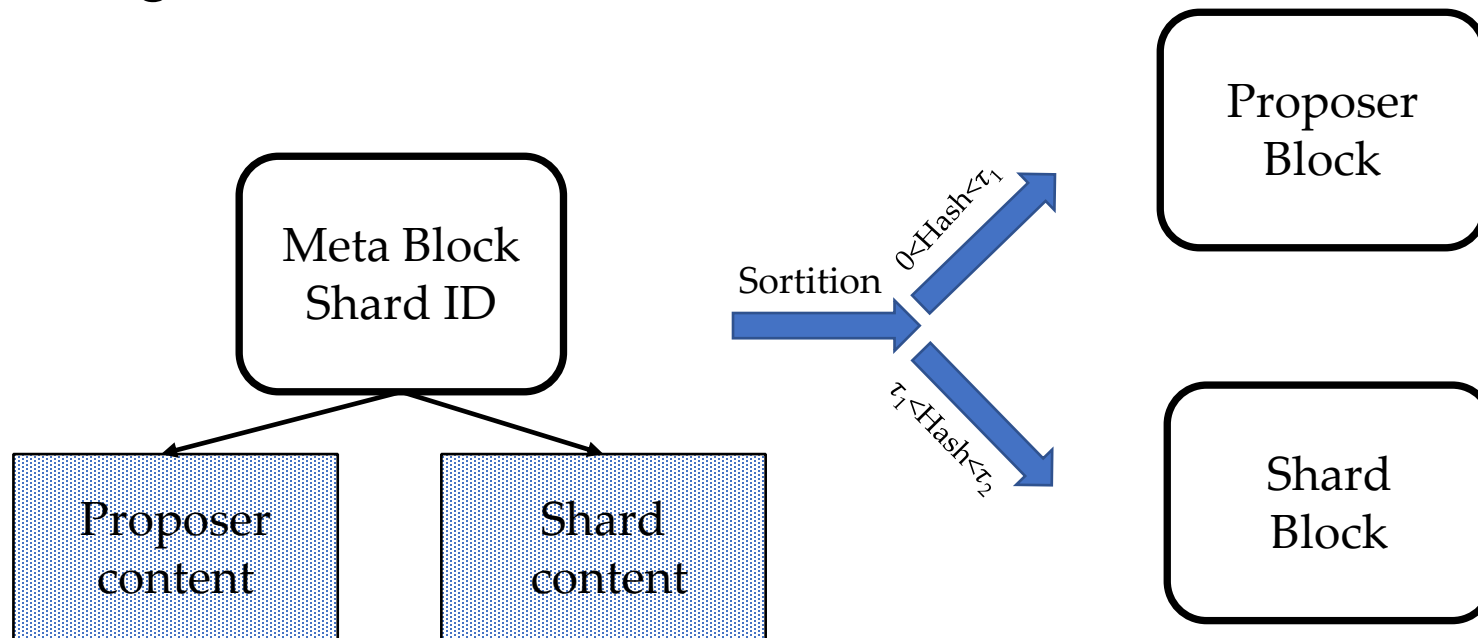 Meta Block
Shard ID
Proposer
content
Shard
content
Sortition
0<Hash<τ₁
τ₁<Hash<τ₂
Proposer
Block
Shard
Block